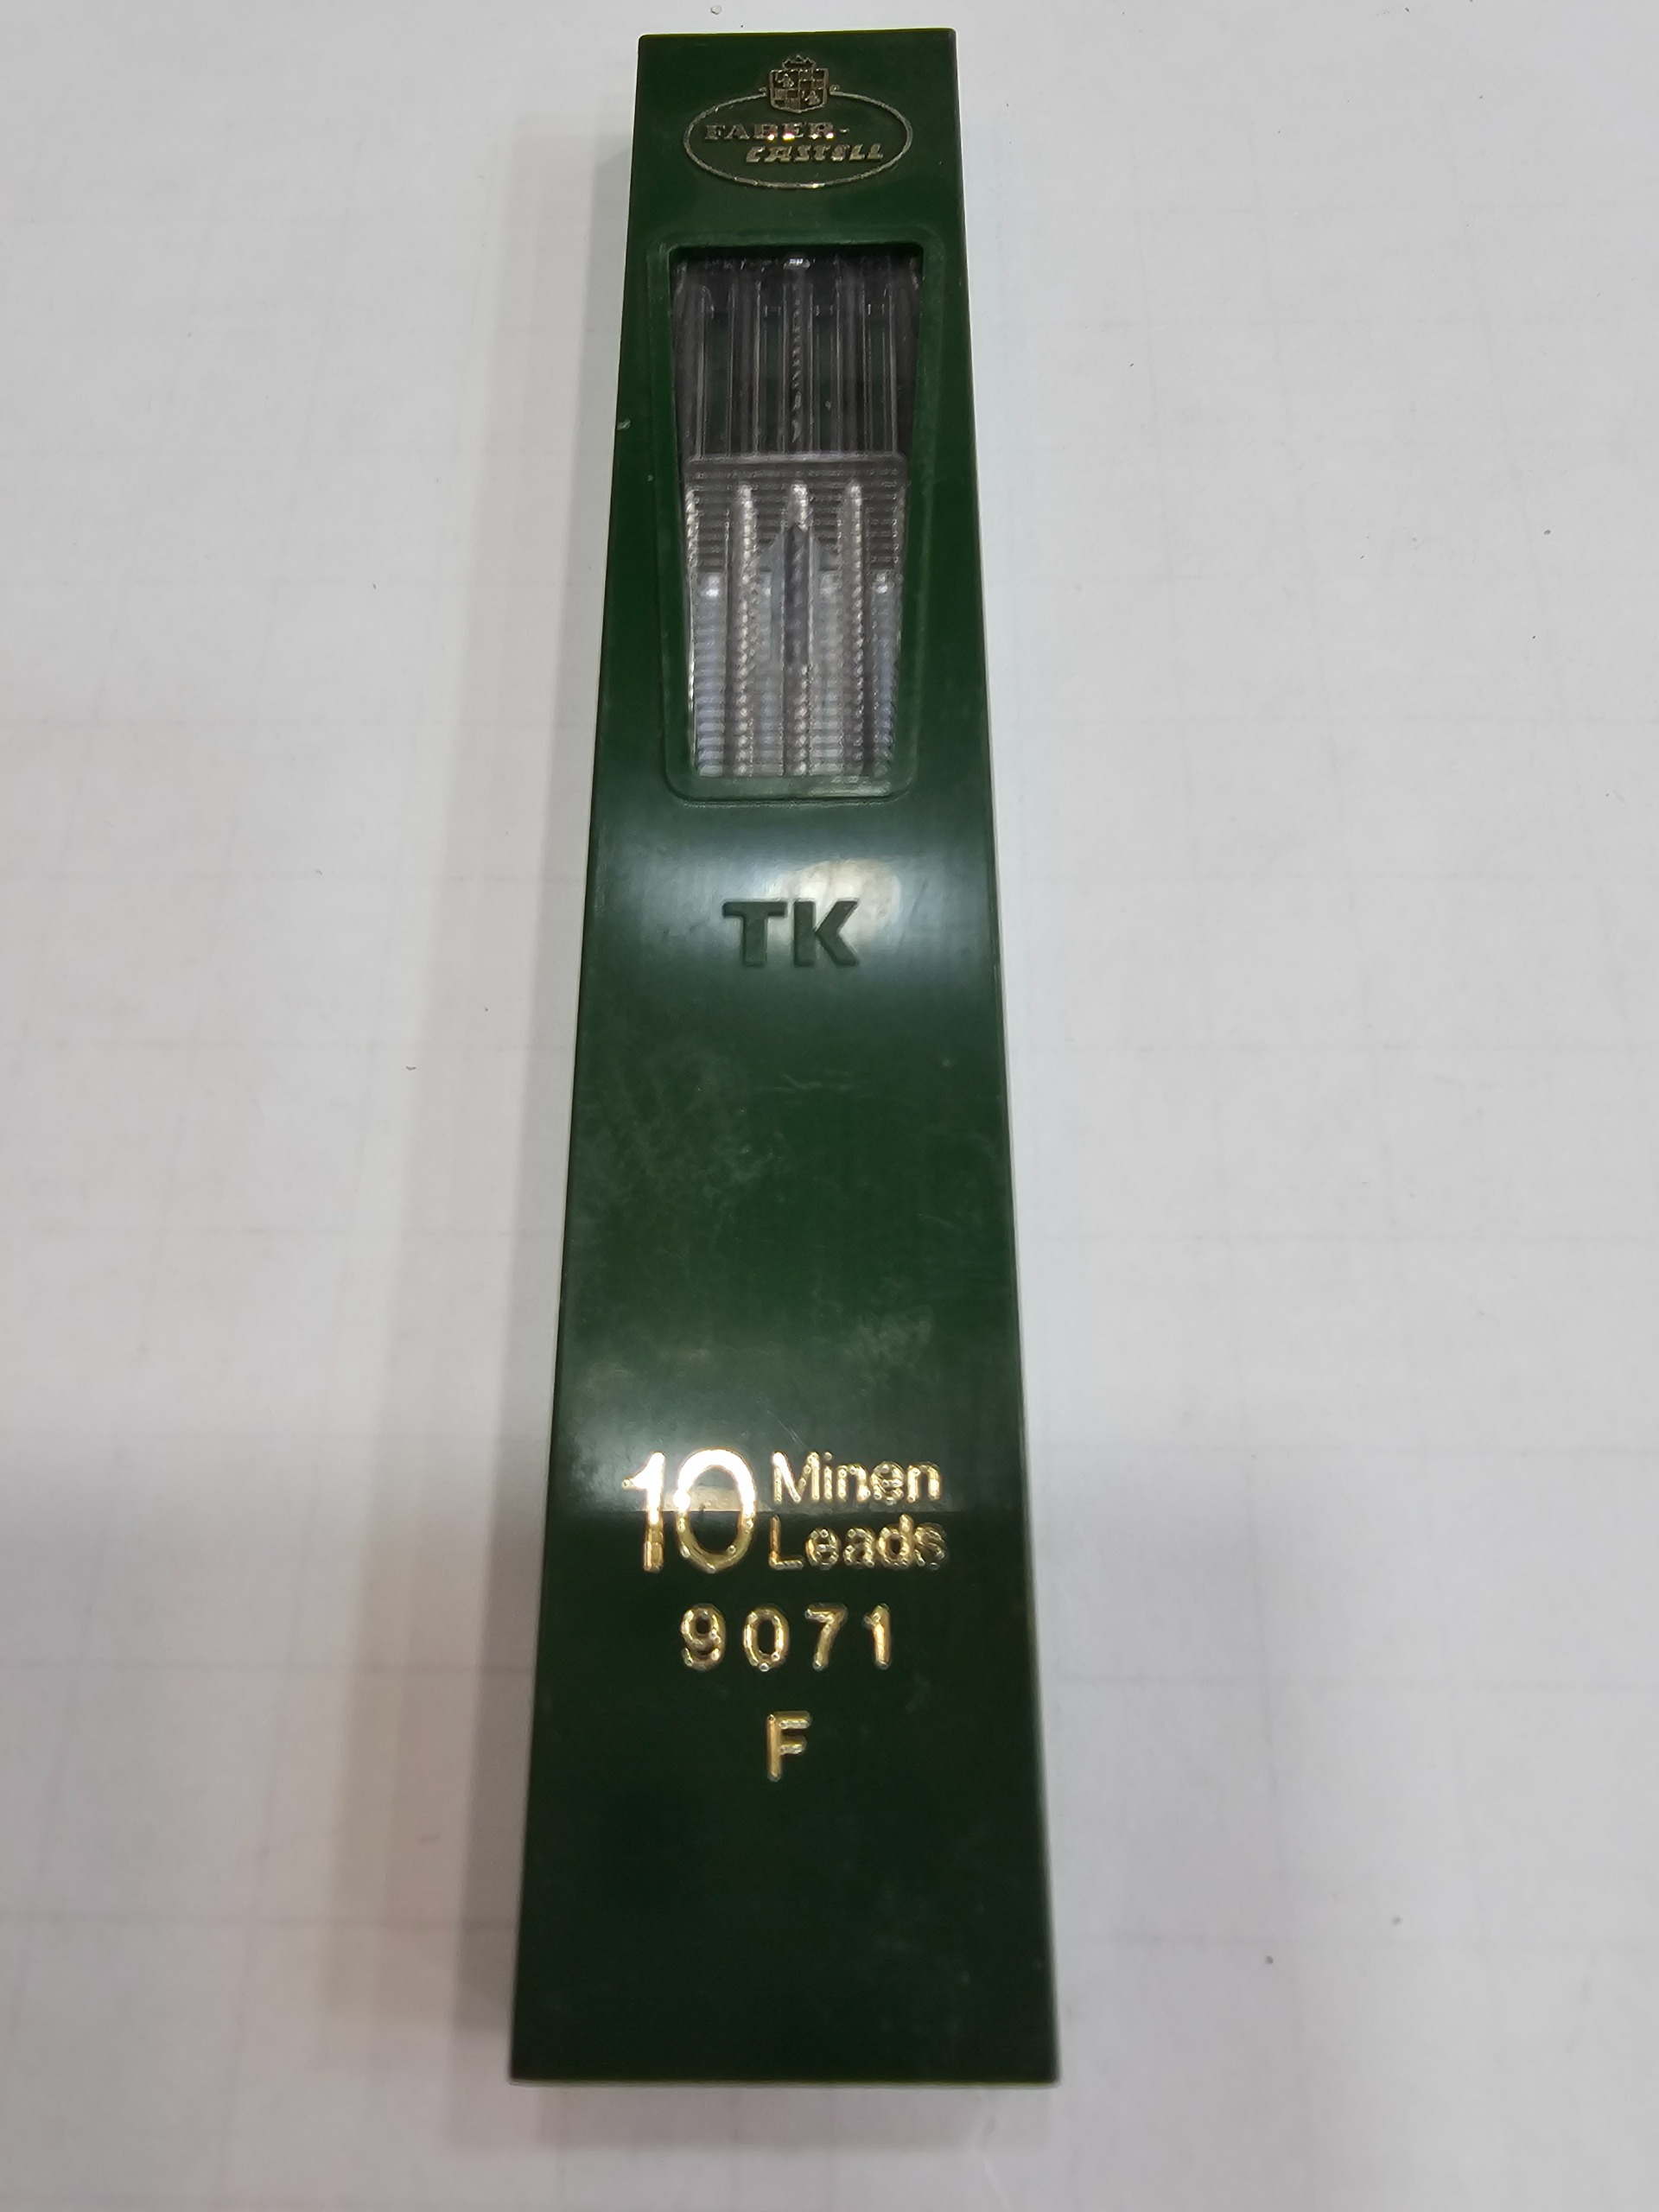 FABER-
CASTELL
TK
10 Minen
Leads
9071
F